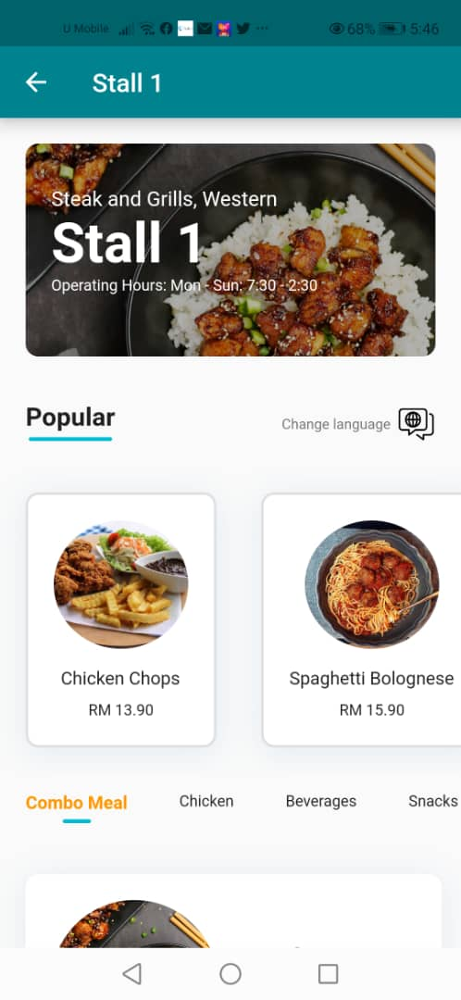 U Mobile 68% 5:46
Stall 1
Steak and Grills, Western
Stall 1
Operating Hours: Mon - Sun: 7:30 - 2:30
Popular
Change language
Chicken Chops
RM 13.90
Spaghetti Bolognese
RM 15.90
Combo Meal Chicken Beverages Snacks